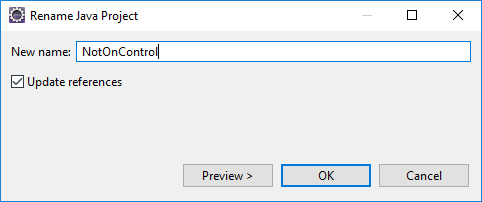 Rename Java Project
New name: NotOnControl
Update references
Preview > OK Cancel